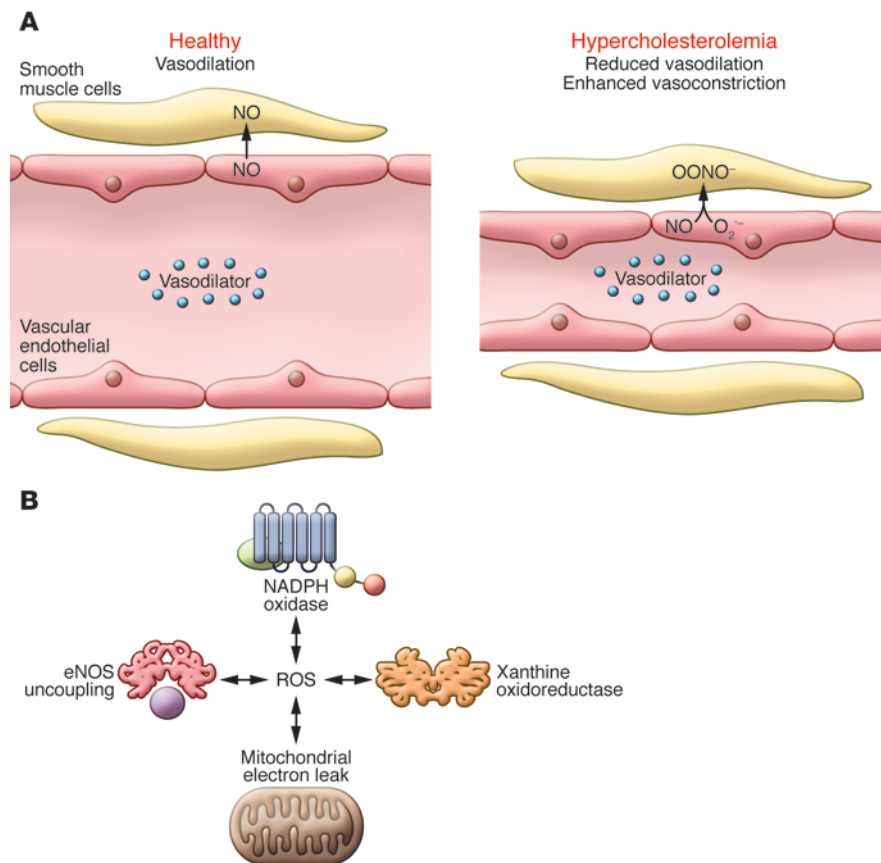 A
Healthy
Vasodilation
Smooth
muscle cells
NO
NO
Vasodilator
Vascular
endothelial
cells
Hypercholesterolemia
Reduced vasodilation
Enhanced vasoconstriction
OONO⁻
NO O₂˙⁻
Vasodilator
B
NADPH
oxidase
eNOS
uncoupling
ROS
Xanthine
oxidoreductase
Mitochondrial
electron leak